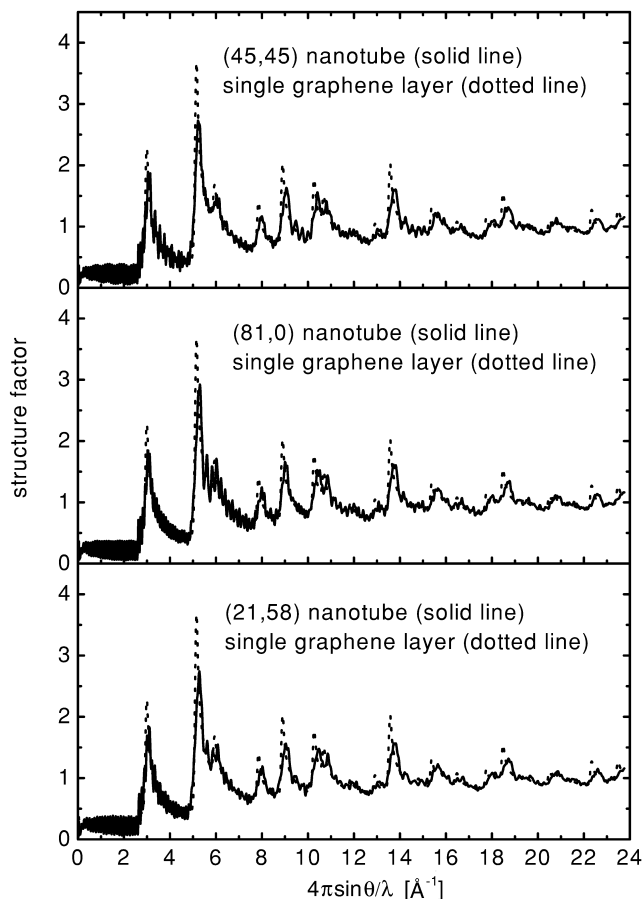 (45,45) nanotube (solid line)
single graphene layer (dotted line)
4
3
2
1
0
(81,0) nanotube (solid line)
single graphene layer (dotted line)
4
3
2
1
0
structure factor
(21,58) nanotube (solid line)
single graphene layer (dotted line)
4
3
2
1
0
0 2 4 6 8 10 12 14 16 18 20 22 24
4πsinθ/λ [Å⁻¹]